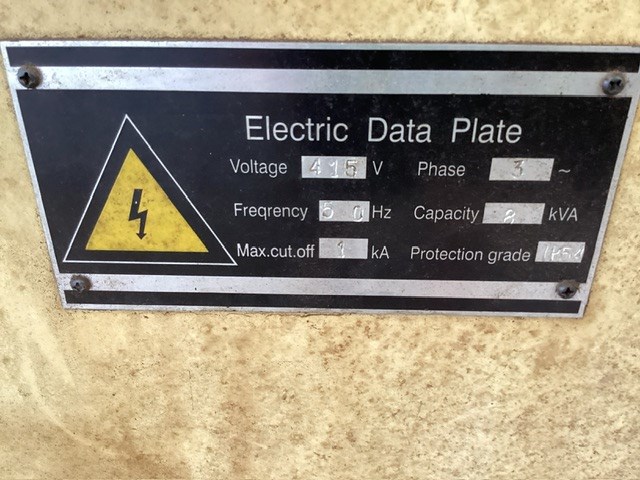 Electric Data Plate
Voltage 415 V Phase 3 ~
Freqrency 50 Hz Capacity 8 kVA
Max.cut.off 1 kA Protection grade IP54